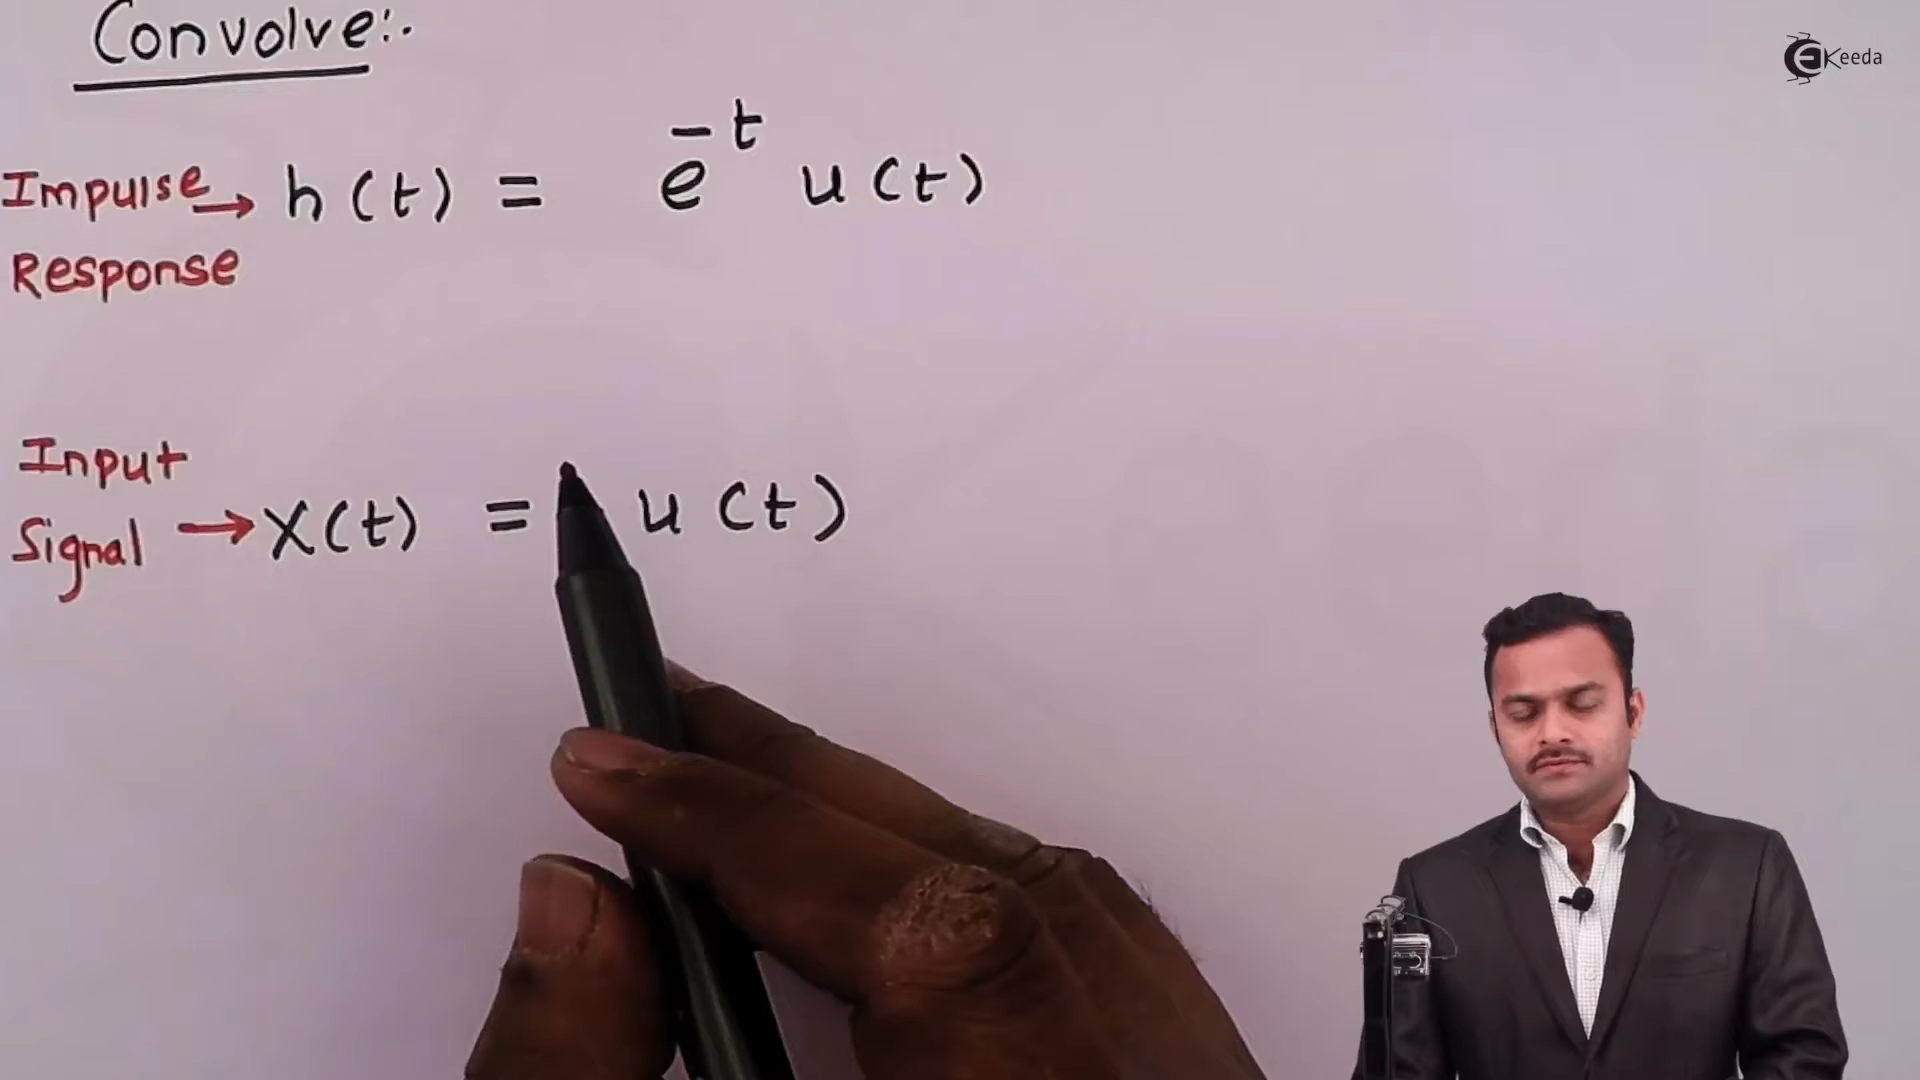 Convolve:.
Impulse → h(t) = e^-t u(t)
Response
Input
Signal → X(t) = u(t)
EKeeda